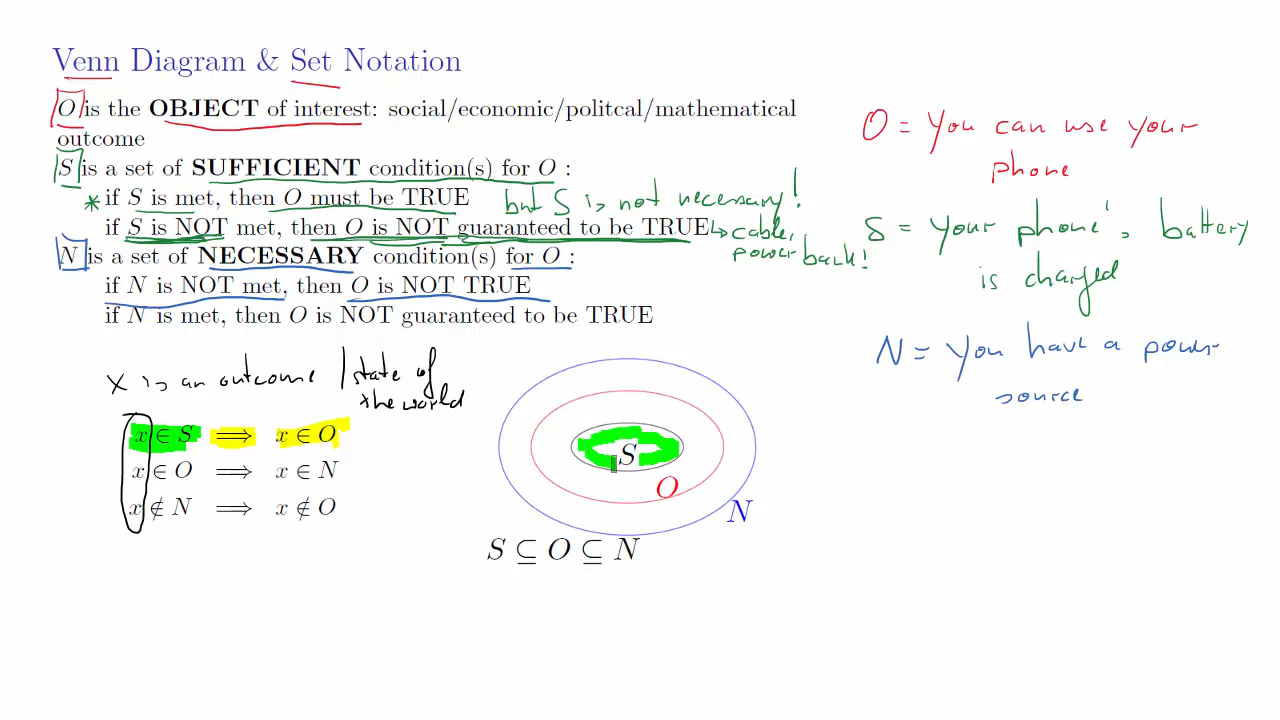 Venn Diagram & Set Notation
O is the OBJECT of interest: social/economic/politcal/mathematical
outcome
S is a set of SUFFICIENT condition(s) for O :
* if S is met, then O must be TRUE
but S is not necessary!
if S is NOT met, then O is NOT guaranteed to be TRUE
↳ cable,
power back!
N is a set of NECESSARY condition(s) for O :
if N is NOT met, then O is NOT TRUE
if N is met, then O is NOT guaranteed to be TRUE
O = You can use your
phone
S = your phone's battery
is charged
N = You have a power
source
x is an outcome / state of
the world
x ∈ S ⟹ x ∈ O
x ∈ O ⟹ x ∈ N
x ∉ N ⟹ x ∉ O
S
O
N
S ⊆ O ⊆ N